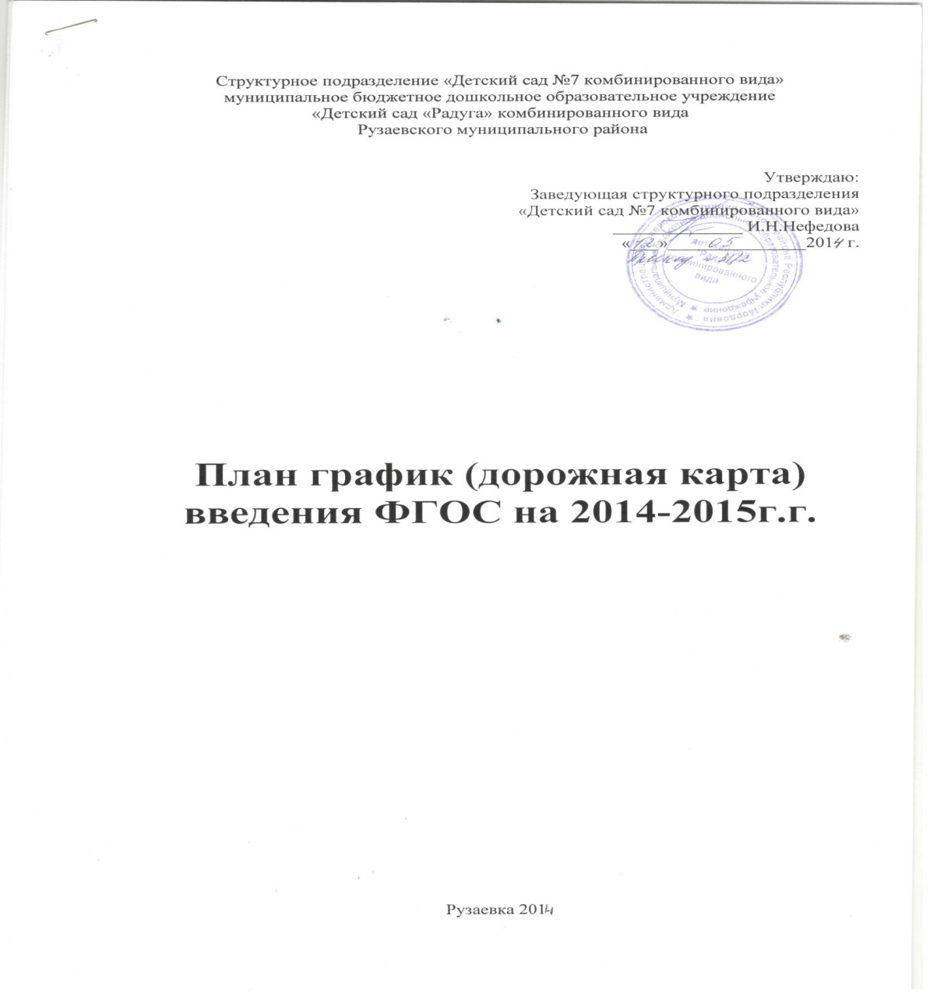 Структурное подразделение «Детский сад №7 комбинированного вида»
муниципальное бюджетное дошкольное образовательное учреждение
«Детский сад «Радуга» комбинированного вида
Рузаевского муниципального района
Утверждаю:
Заведующая структурного подразделения
«Детский сад №7 комбинированного вида»
И.Н.Нефедова
«12» 05 2014 г.
комбинированного
вида
План график (дорожная карта)
введения ФГОС на 2014-2015г.г.
Рузаевка 2014